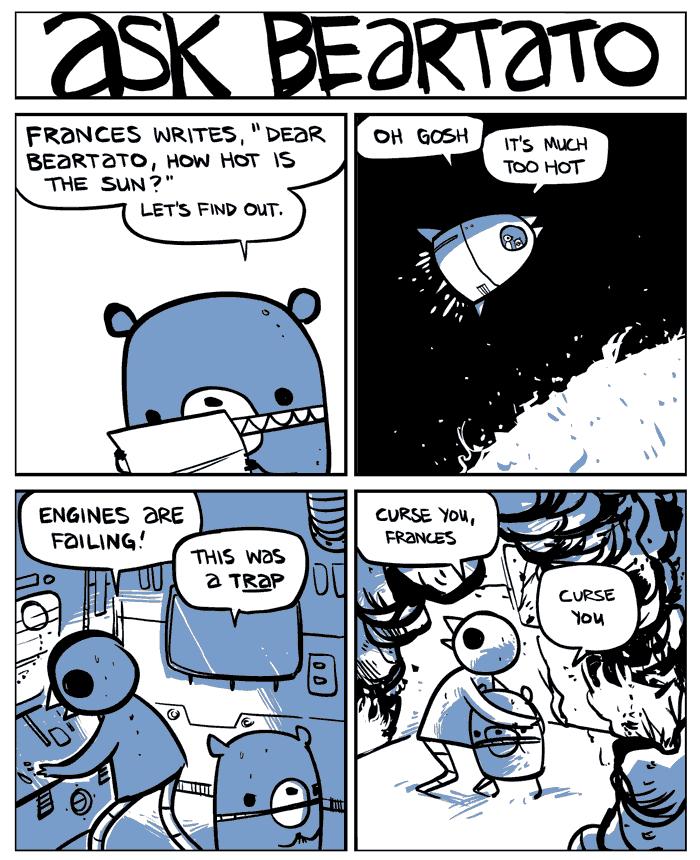 ASK BEARTATO
FRANCES WRITES, "DEAR
BEARTATO, HOW HOT IS
THE SUN?"
LET'S FIND OUT.
OH GOSH
IT'S MUCH
TOO HOT
ENGINES ARE
FAILING!
THIS WAS
A TRAP
CURSE YOU,
FRANCES
CURSE
YOU